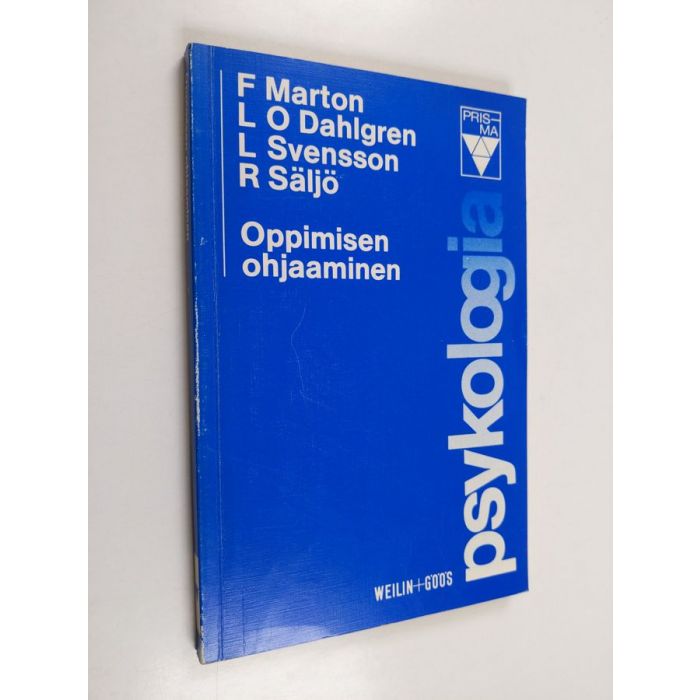 F Marton
L O Dahlgren
L Svensson
R Säljö
Oppimisen
ohjaaminen
PRIS-
MA
psykologia
WEILIN+GÖÖS